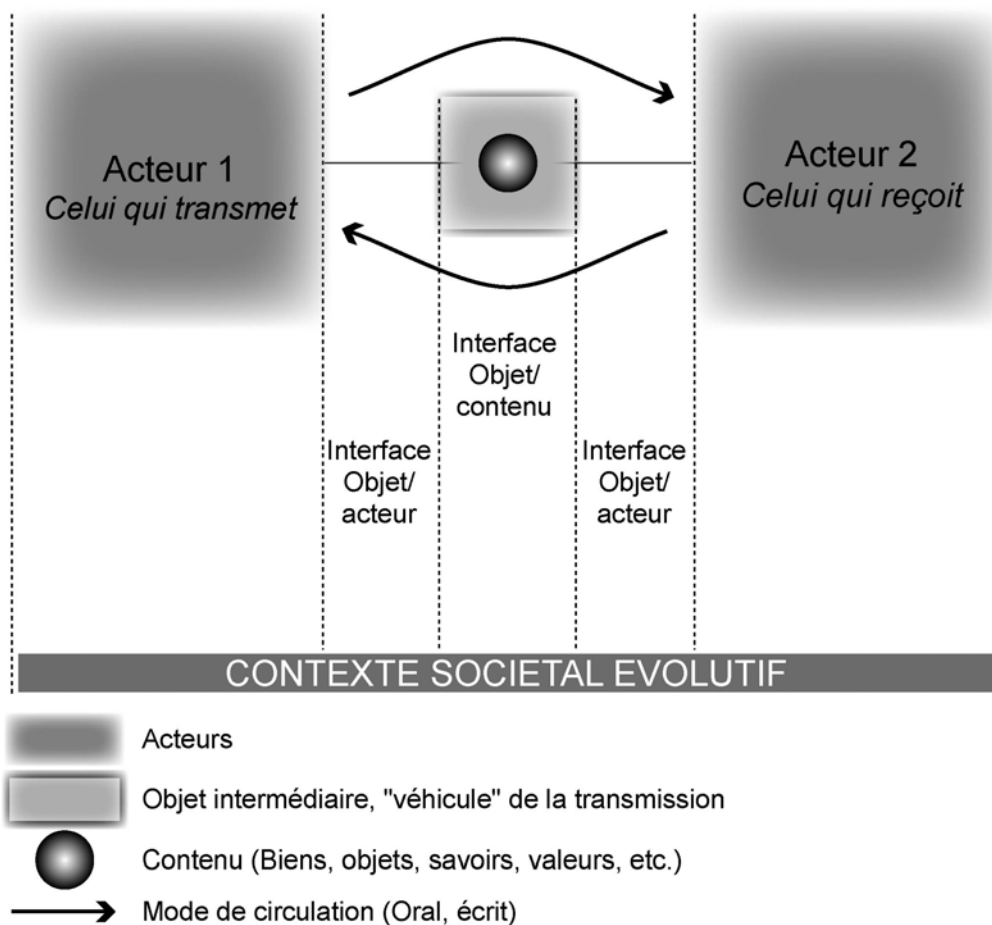 Acteur 1
Celui qui transmet
Acteur 2
Celui qui reçoit
Interface
Objet/
contenu
Interface
Objet/
acteur
Interface
Objet/
acteur
CONTEXTE SOCIETAL EVOLUTIF
Acteurs
Objet intermédiaire, "véhicule" de la transmission
Contenu (Biens, objets, savoirs, valeurs, etc.)
Mode de circulation (Oral, écrit)